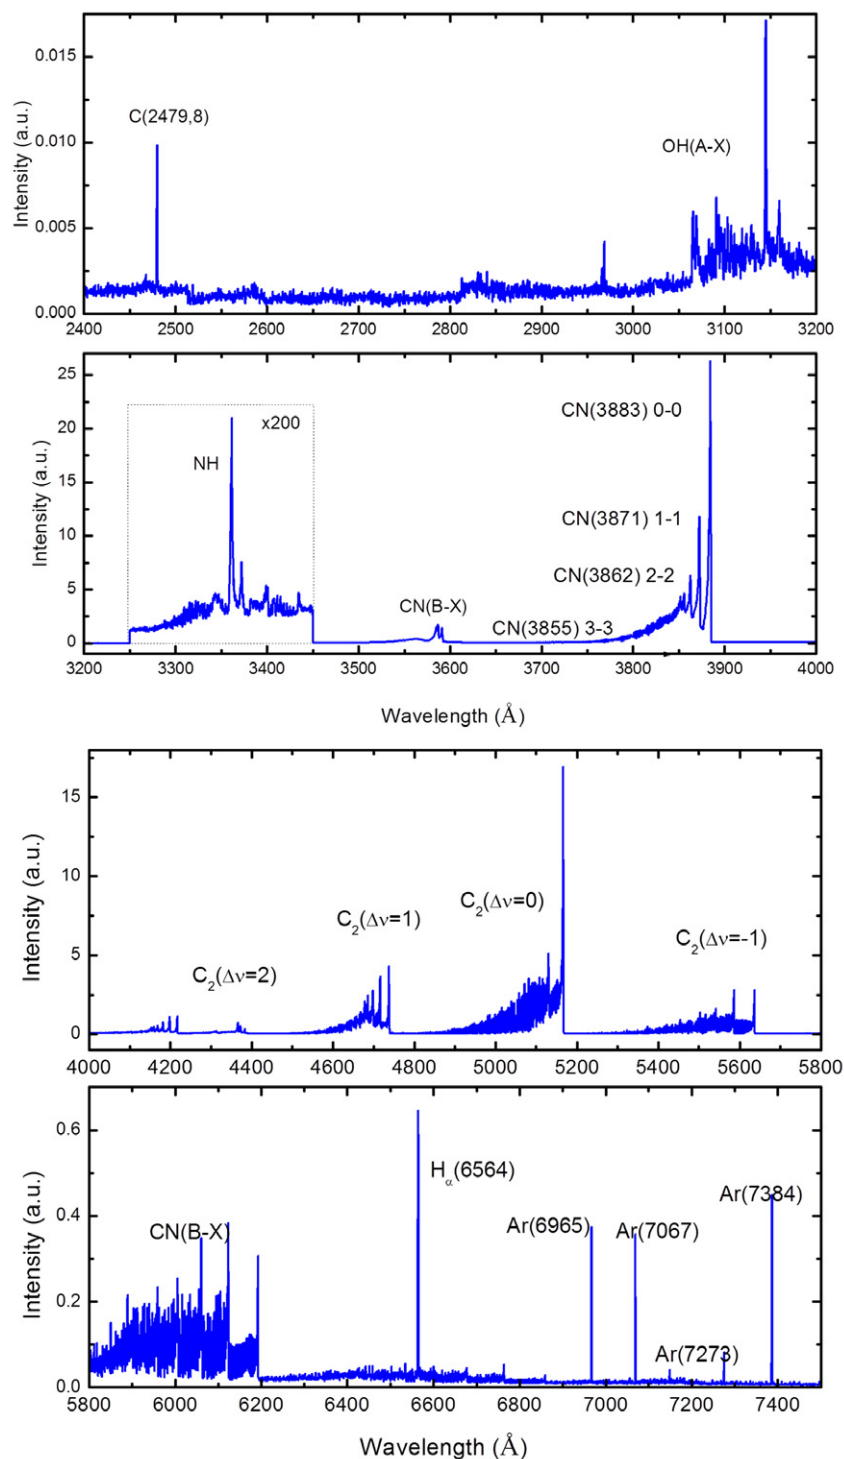 Intensity (a.u.)
0.015
0.010
0.005
0.000
C(2479,8)
OH(A-X)
2400 2500 2600 2700 2800 2900 3000 3100 3200
Intensity (a.u.)
25
20
15
10
5
0
x200
NH
CN(B-X)
CN(3883) 0-0
CN(3871) 1-1
CN(3862) 2-2
CN(3855) 3-3
3200 3300 3400 3500 3600 3700 3800 3900 4000
Wavelength (Å)
Intensity (a.u.)
15
10
5
0
C₂(Δν=2)
C₂(Δν=1)
C₂(Δν=0)
C₂(Δν=-1)
4000 4200 4400 4600 4800 5000 5200 5400 5600 5800
Intensity (a.u.)
0.6
0.4
0.2
0.0
CN(B-X)
Hα(6564)
Ar(6965)
Ar(7067)
Ar(7273)
Ar(7384)
5800 6000 6200 6400 6600 6800 7000 7200 7400
Wavelength (Å)